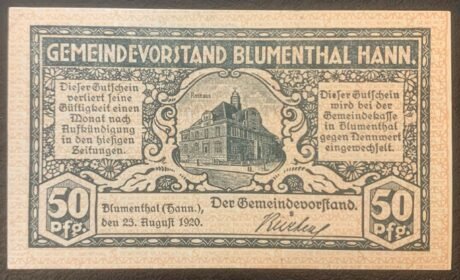 GEMEINDEVORSTAND BLUMENTHAL HANN.
Dieser Gutschein
verliert seine
Gültigkeit einen
Monat nach
Aufkündigung
in den hiesigen
Zeitungen.
Rathaus
Dieser Gutschein
wird bei der
Gemeindekasse
in Blumenthal
gegen Nennwert
eingewechselt.
50
Pfg.
Blumenthal (Hann.),
den 23. August 1920.
Der Gemeindevorstand.
50
Pfg.